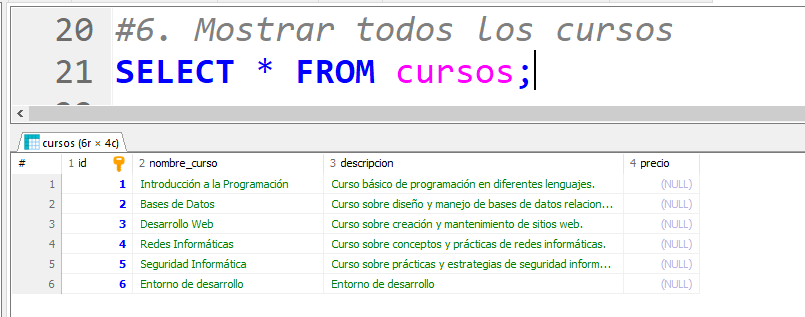 20 #6. Mostrar todos los cursos
21 SELECT * FROM cursos;
cursos (6r × 4c)
# 1 id 2 nombre_curso 3 descripcion 4 precio
1 1 Introducción a la Programación Curso básico de programación en diferentes lenguajes. (NULL)
2 2 Bases de Datos Curso sobre diseño y manejo de bases de datos relacion... (NULL)
3 3 Desarrollo Web Curso sobre creación y mantenimiento de sitios web. (NULL)
4 4 Redes Informáticas Curso sobre conceptos y prácticas de redes informáticas. (NULL)
5 5 Seguridad Informática Curso sobre prácticas y estrategias de seguridad inform... (NULL)
6 6 Entorno de desarrollo Entorno de desarrollo (NULL)